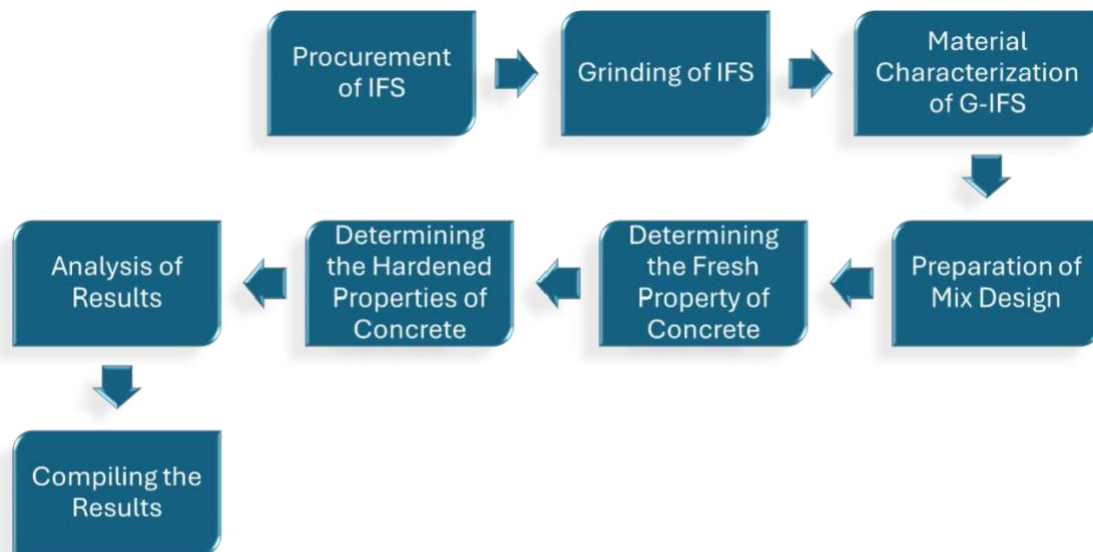 Procurement
of IFS
Grinding of IFS
Material
Characterization
of G-IFS
Preparation of
Mix Design
Determining
the Fresh
Property of
Concrete
Determining
the Hardened
Properties of
Concrete
Analysis of
Results
Compiling the
Results